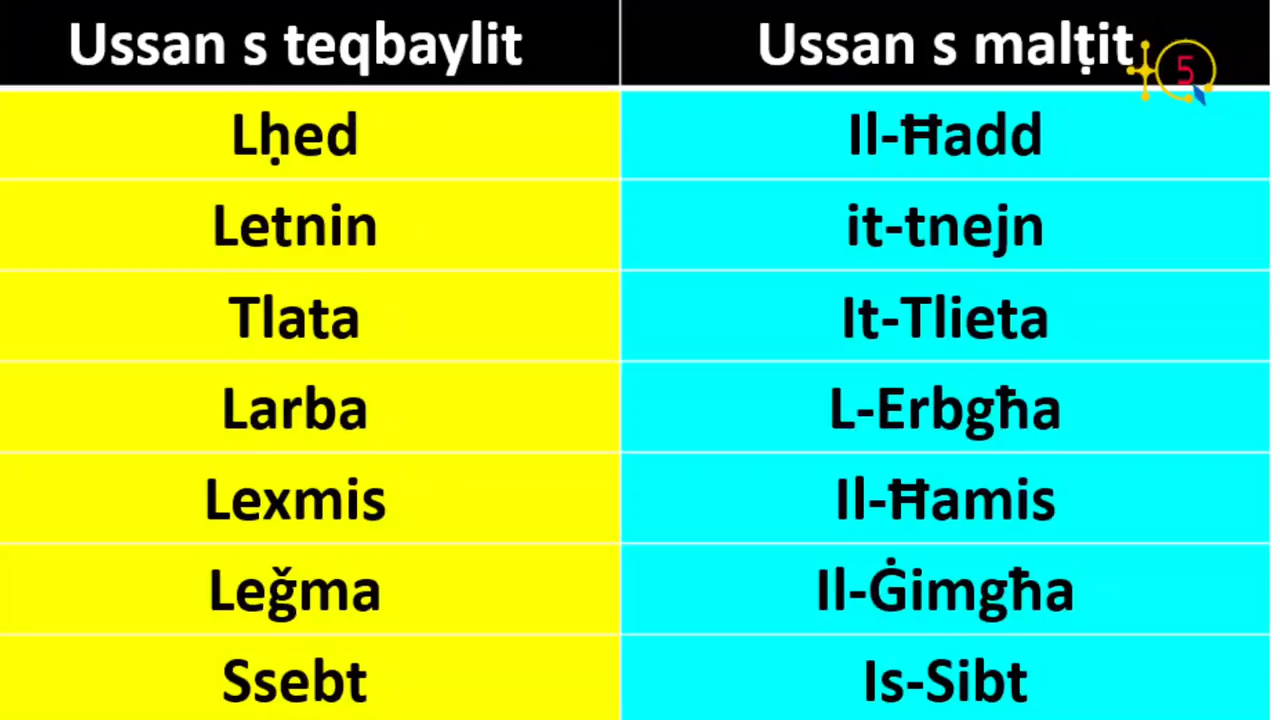 Ussan s teqbaylit Ussan s malṭit
5
Lḥed Il-Ħadd
Letnin it-tnejn
Tlata It-Tlieta
Larba L-Erbgħa
Lexmis Il-Ħamis
Leǧma Il-Ġimgħa
Ssebt Is-Sibt